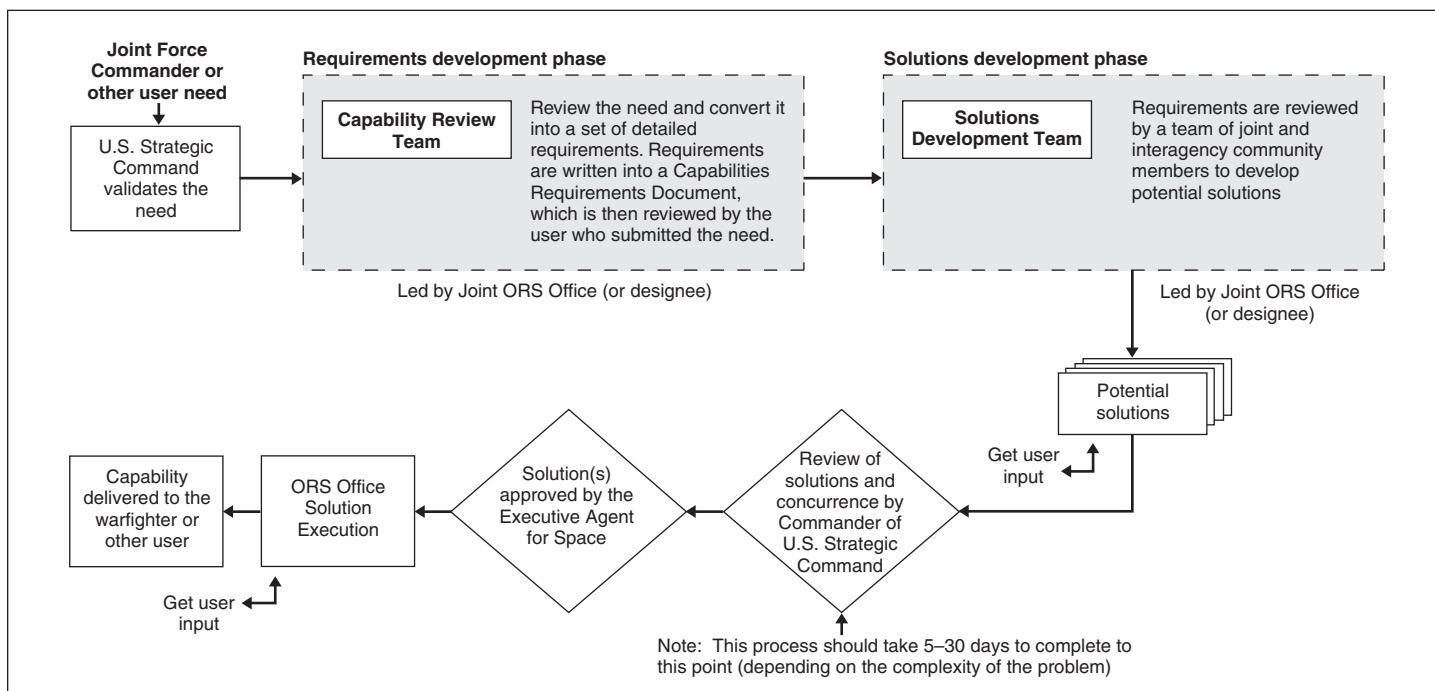 Joint Force
Commander or
other user need
U.S. Strategic
Command
validates the
need
Requirements development phase
Capability Review
Team
Review the need and convert it
into a set of detailed
requirements. Requirements
are written into a Capabilities
Requirements Document,
which is then reviewed by the
user who submitted the need.
Led by Joint ORS Office (or designee)
Solutions development phase
Solutions
Development Team
Requirements are reviewed
by a team of joint and
interagency community
members to develop
potential solutions
Led by Joint ORS Office
(or designee)
Potential
solutions
Get user
input
Review of
solutions and
concurrence by
Commander of
U.S. Strategic
Command
Note: This process should take 5–30 days to complete to
this point (depending on the complexity of the problem)
Solution(s)
approved by the
Executive Agent
for Space
ORS Office
Solution
Execution
Get user
input
Capability
delivered to the
warfighter or
other user